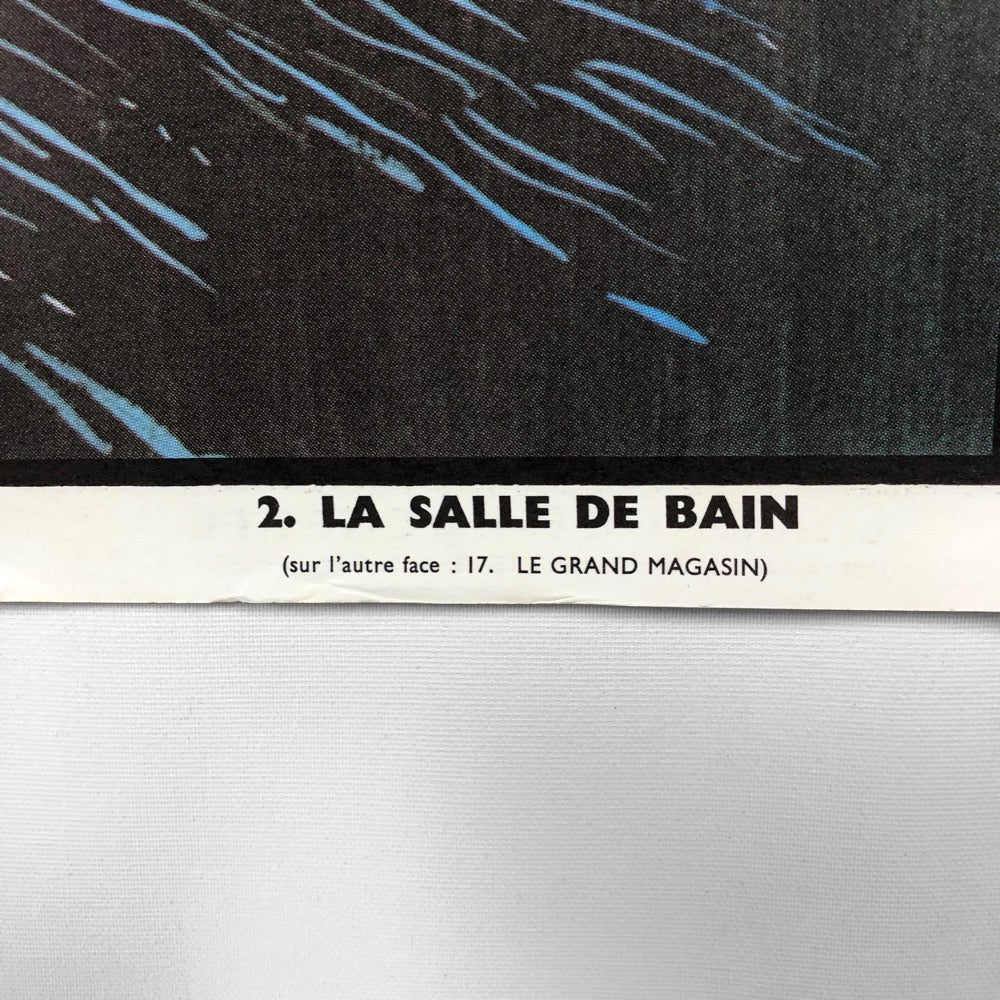 2. LA SALLE DE BAIN
(sur l'autre face : 17. LE GRAND MAGASIN)